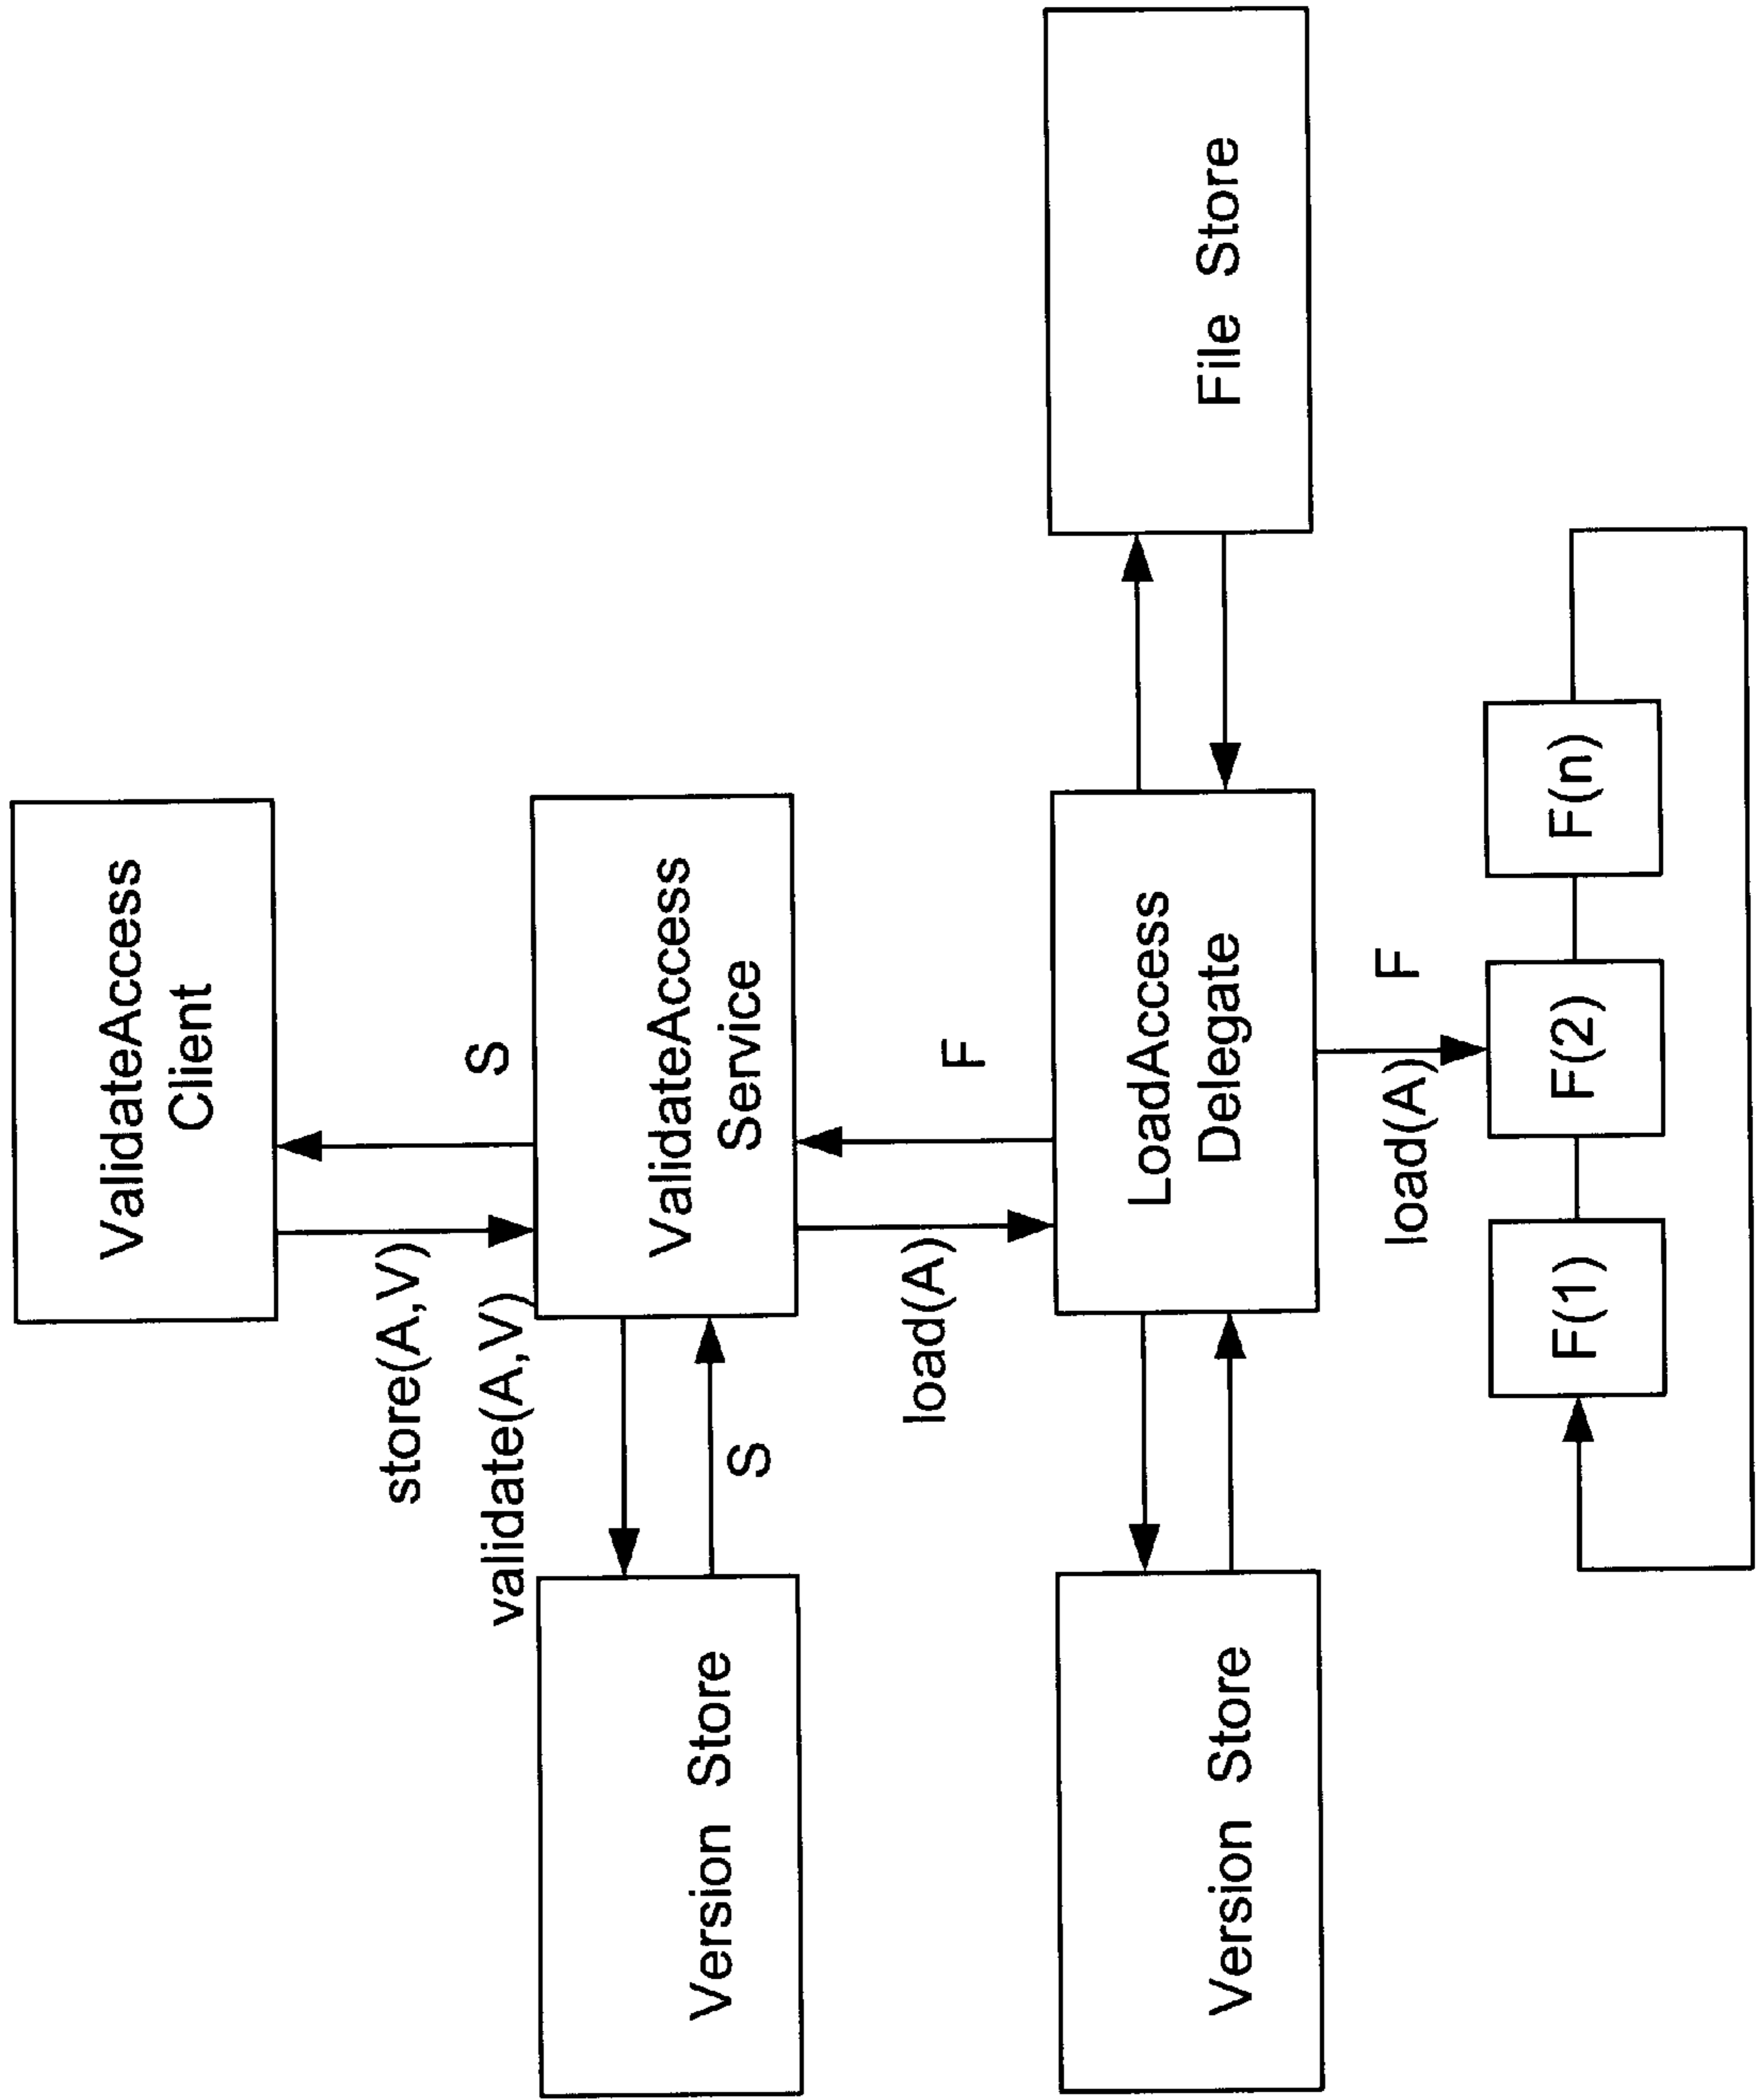 ValidateAccess
Client
store(A,V)
validate(A,V)
S
Version Store
S
ValidateAccess
Service
load(A)
F
Version Store
LoadAccess
Delegate
File Store
load(A)
F
F(1)
F(2)
F(n)